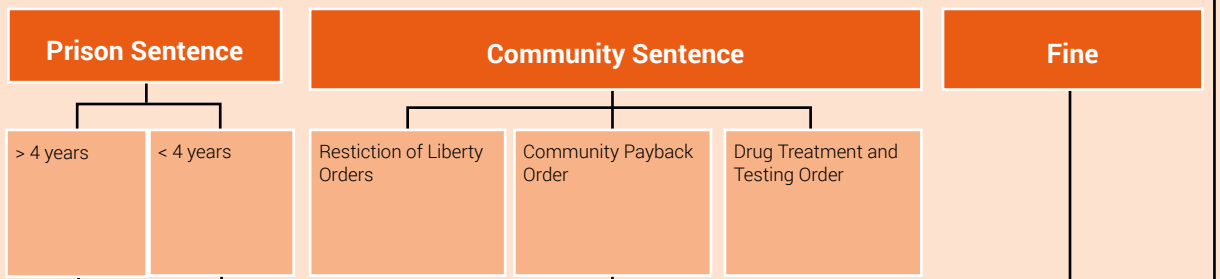 Prison Sentence
Community Sentence
Fine
> 4 years
< 4 years
Restiction of Liberty
Orders
Community Payback
Order
Drug Treatment and
Testing Order